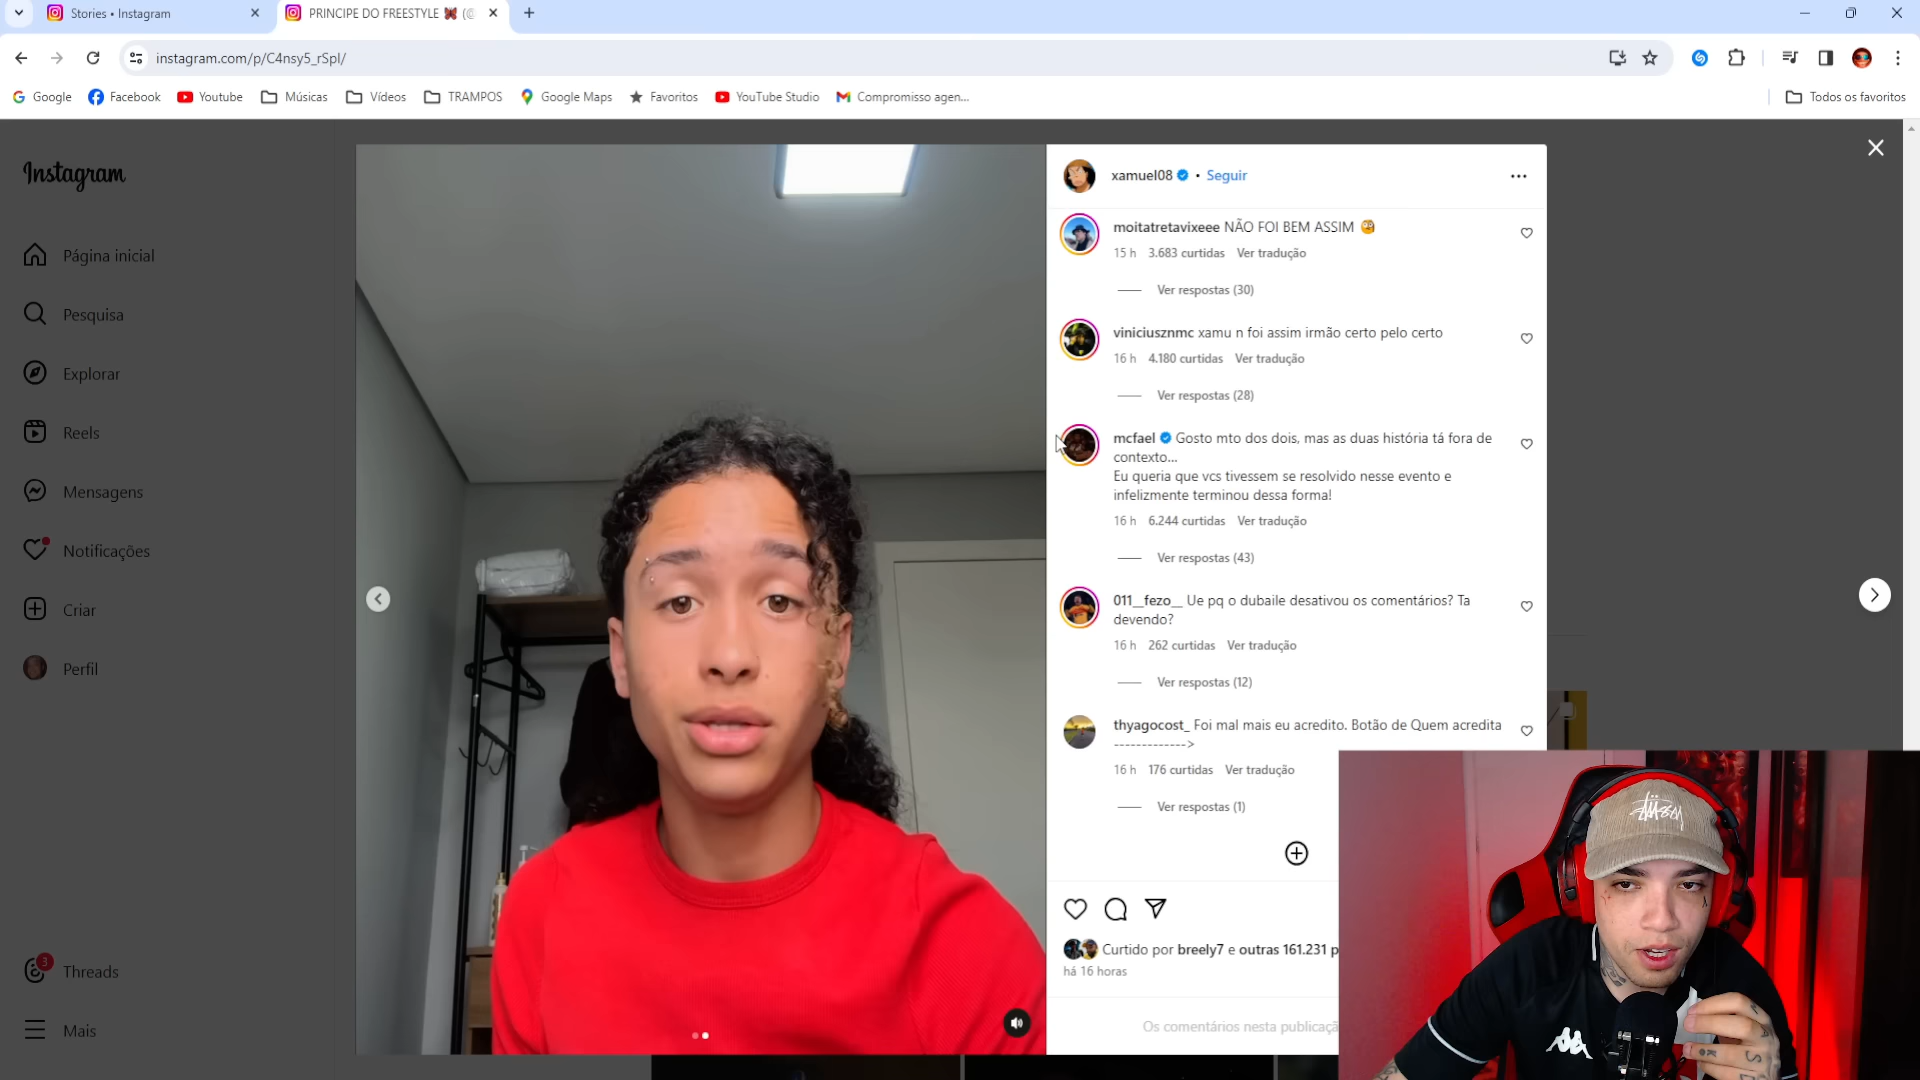 Stories • Instagram
PRINCIPE DO FREESTYLE
instagram.com/p/C4nsy5_rSpI/
Google
Facebook
Youtube
Músicas
Vídeos
TRAMPOS
Google Maps
Favoritos
YouTube Studio
Compromisso agen...
Todos os favoritos
Instagram
Página inicial
Pesquisa
Explorar
Reels
Mensagens
Notificações
Criar
Perfil
3
Threads
Mais
xamuel08 • Seguir
moitatretavixeee NÃO FOI BEM ASSIM
15 h 3.683 curtidas Ver tradução
Ver respostas (30)
viniciusznmc xamu n foi assim irmão certo pelo certo
16 h 4.180 curtidas Ver tradução
Ver respostas (28)
mcfael Gosto mto dos dois, mas as duas história tá fora de
contexto...
Eu queria que vcs tivessem se resolvido nesse evento e
infelizmente terminou dessa forma!
16 h 6.244 curtidas Ver tradução
Ver respostas (43)
011__fezo__ Ue pq o dubaile desativou os comentários? Ta
devendo?
16 h 262 curtidas Ver tradução
Ver respostas (12)
thyagocost_ Foi mal mais eu acredito. Botão de Quem acredita
------------->
16 h 176 curtidas Ver tradução
Ver respostas (1)
Curtido por breely7 e outras 161.231 p
há 16 horas
Os comentários nesta publicaçã